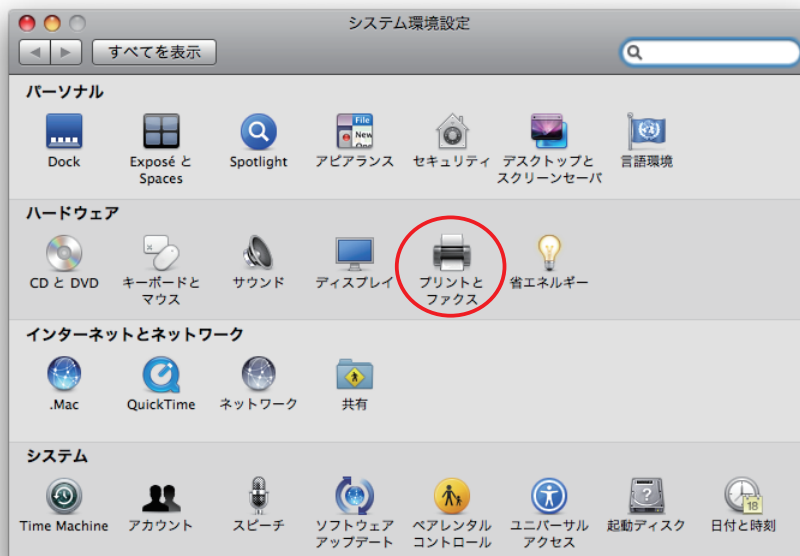 システム環境設定
すべてを表示
パーソナル
Dock
Exposé と
Spaces
Spotlight
File
New
アピアランス
セキュリティ
デスクトップと
スクリーンセーバ
言語環境
ハードウェア
CD と DVD
キーボードと
マウス
サウンド
ディスプレイ
プリントと
ファクス
省エネルギー
インターネットとネットワーク
.Mac
QuickTime
ネットワーク
共有
システム
Time Machine
アカウント
スピーチ
ソフトウェア
アップデート
ペアレンタル
コントロール
ユニバーサル
アクセス
?
起動ディスク
18
日付と時刻